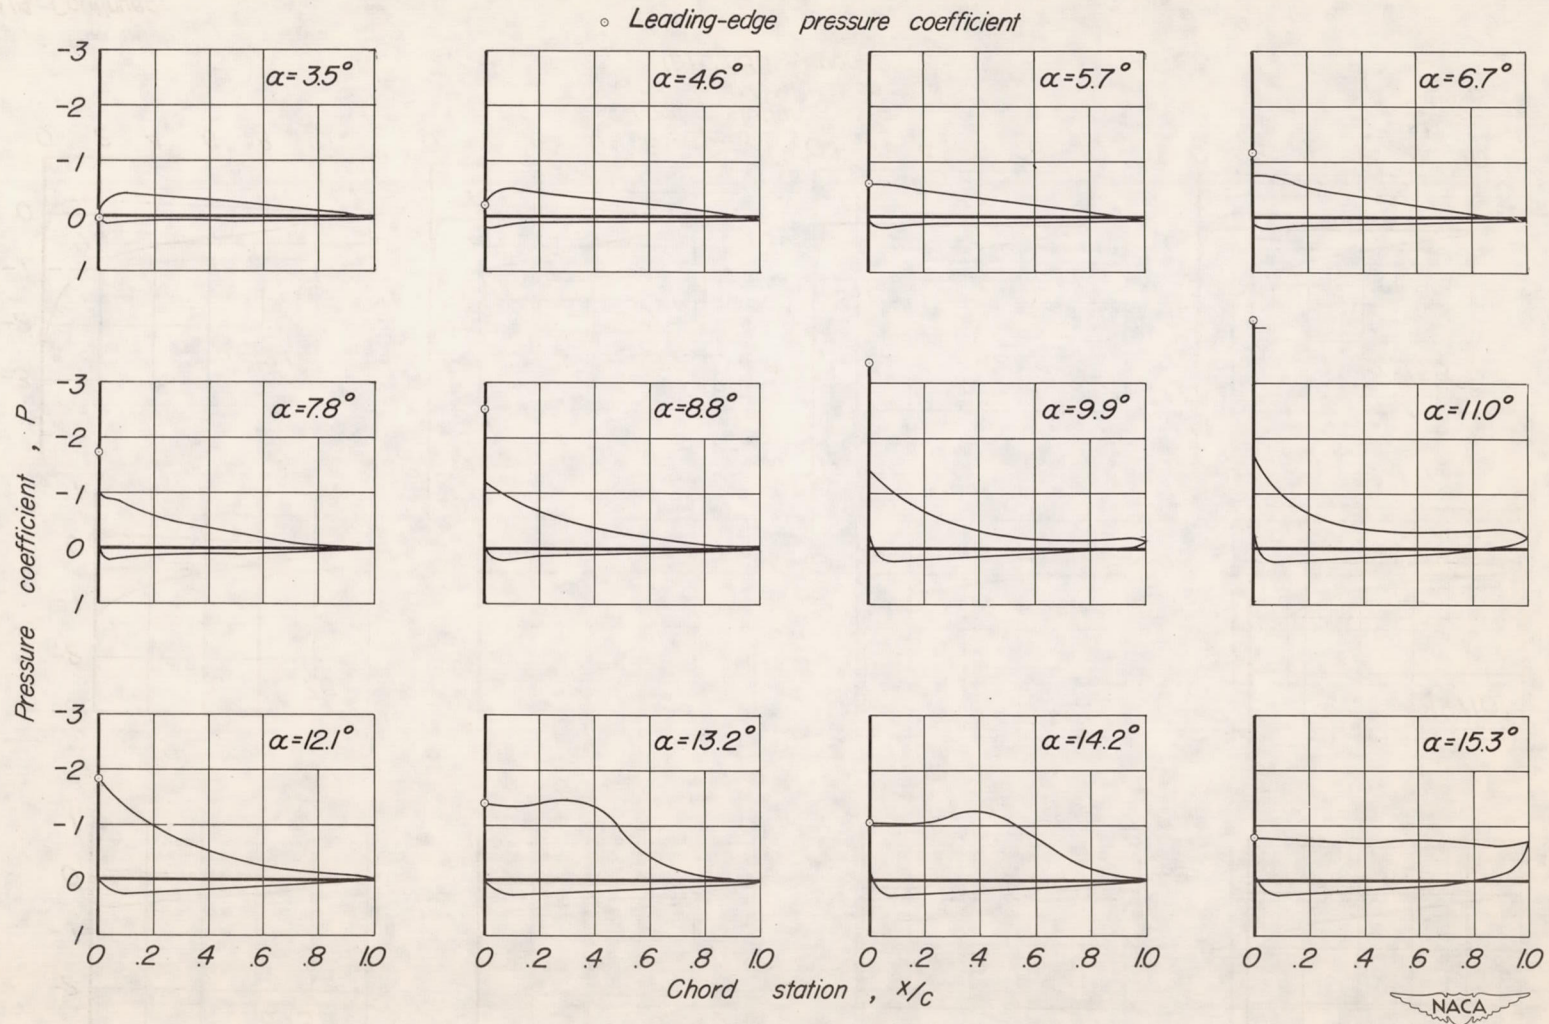 Leading-edge pressure coefficient
-3 α=3.5° α=4.6° α=5.7° α=6.7°
-2
-1
0
1
-3 α=7.8° α=8.8° α=9.9° α=11.0°
-2
-1
0
1
-3 α=12.1° α=13.2° α=14.2° α=15.3°
-2
-1
0
1
Pressure coefficient , P
0 .2 .4 .6 .8 1.0 0 .2 .4 .6 .8 1.0 0 .2 .4 .6 .8 1.0 0 .2 .4 .6 .8 1.0
Chord station , x/c
NACA